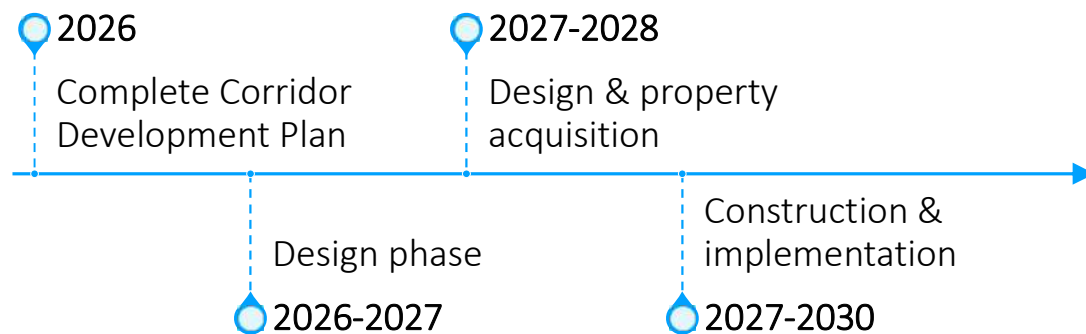 2026
Complete Corridor
Development Plan
Design phase
2026-2027
2027-2028
Design & property
acquisition
Construction &
implementation
2027-2030